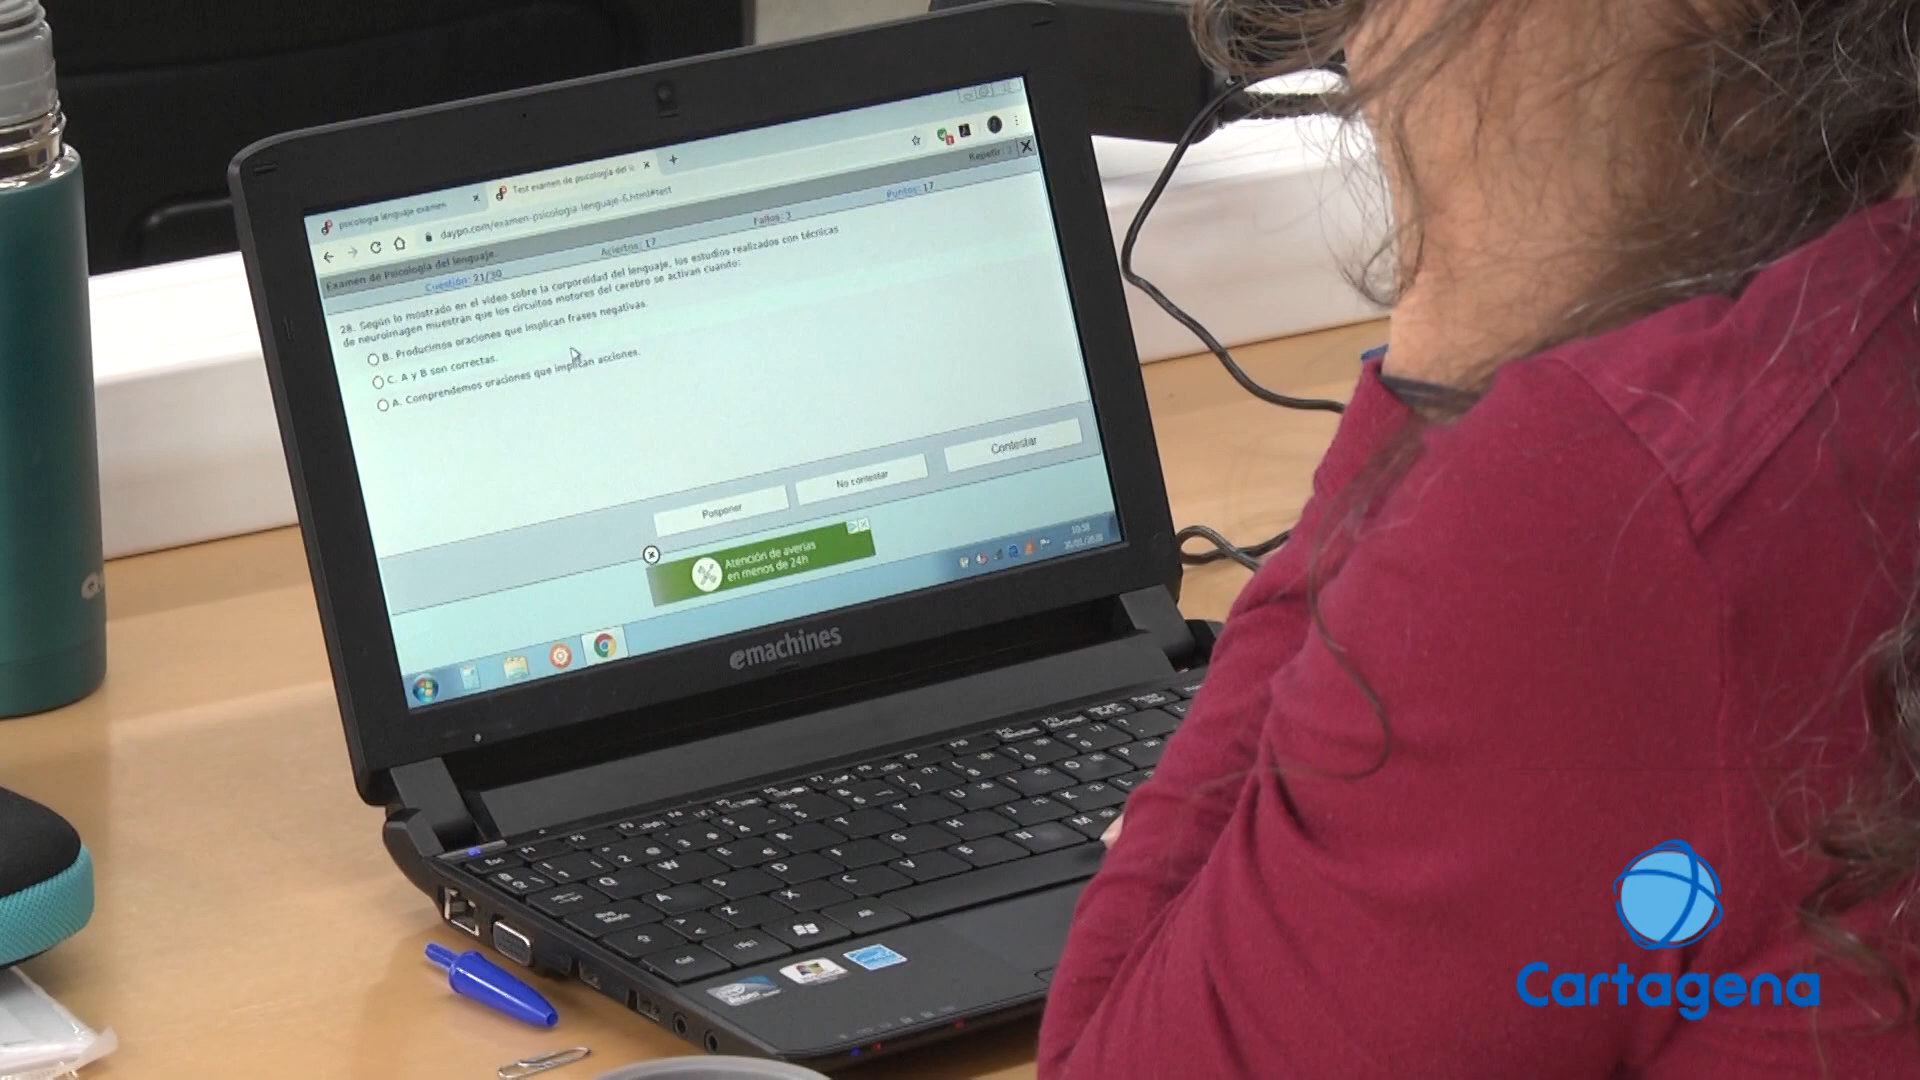 psicologia lenguaje examen
Test examen de psicología del l
daypo.com/examen-psicologia-lenguaje-6.html#test
Examen de Psicología del lenguaje.
Repetir: 3
Cuestión: 21/30
Aciertos: 17
Fallos: 3
Puntos: 17
28. Según lo mostrado en el vídeo sobre la corporeidad del lenguaje, los estudios realizados con técnicas
de neuroimagen muestran que los circuitos motores del cerebro se activan cuando:
B. Producimos oraciones que implican frases negativas.
C. A y B son correctas.
A. Comprendemos oraciones que implican acciones.
Posponer
No contestar
Contestar
Atención de averías
en menos de 24h
10:58
emachines
Cartagena